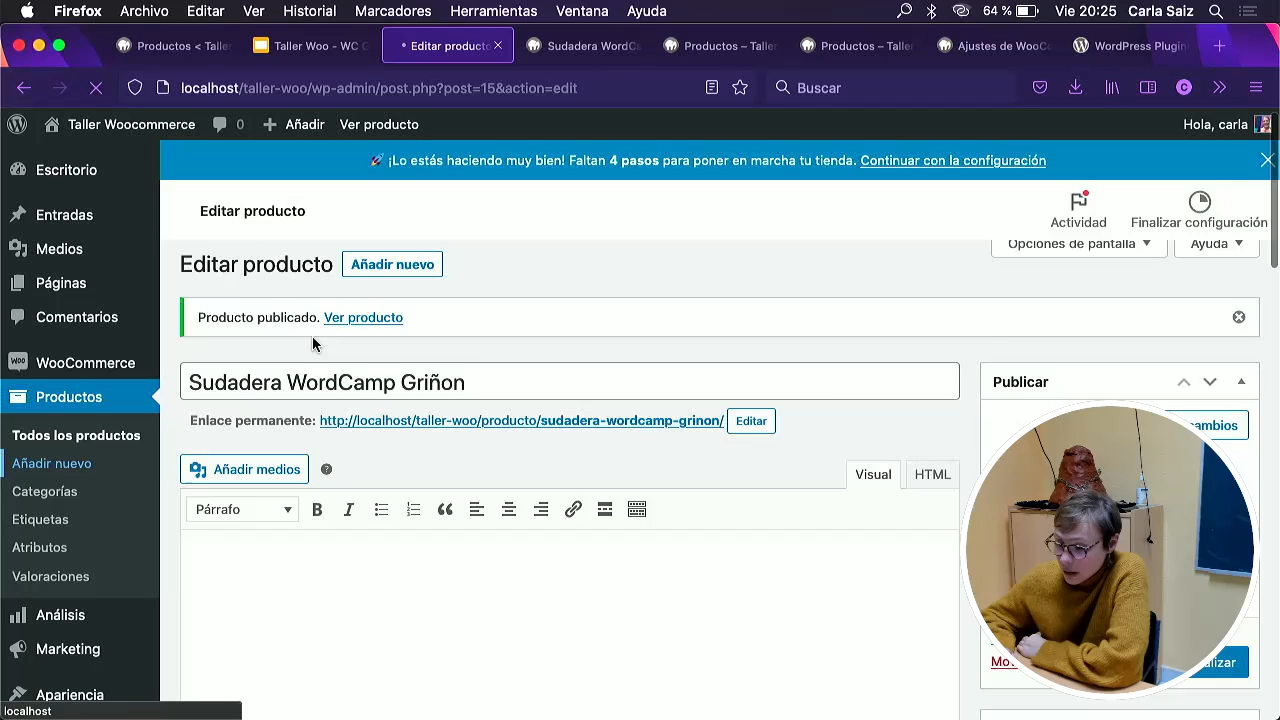 Firefox Archivo Editar Ver Historial Marcadores Herramientas Ventana Ayuda 64 % Vie 20:25 Carla Saiz
Productos < Taller Taller Woo - WC G Editar product Sudadera WordCa Productos – Taller Productos – Taller Ajustes de WooCo WordPress Plugin
localhost/taller-woo/wp-admin/post.php?post=15&action=edit Buscar
Taller Woocommerce 0 Añadir Ver producto Hola, carla
¡Lo estás haciendo muy bien! Faltan 4 pasos para poner en marcha tu tienda. Continuar con la configuración
Escritorio
Entradas
Medios
Páginas
Comentarios
WooCommerce
Productos
Todos los productos
Añadir nuevo
Categorías
Etiquetas
Atributos
Valoraciones
Análisis
Marketing
Apariencia
localhost
Editar producto
Actividad Finalizar configuración
Opciones de pantalla Ayuda
Editar producto Añadir nuevo
Producto publicado. Ver producto
Sudadera WordCamp Griñon
Enlace permanente: http://localhost/taller-woo/producto/sudadera-wordcamp-grinon/ Editar
Añadir medios
Visual HTML
Párrafo B I
Publicar
cambios